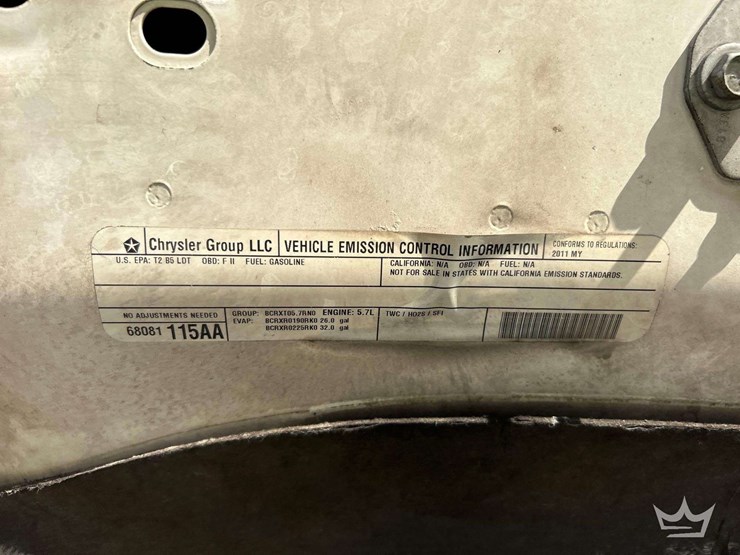 Chrysler Group LLC VEHICLE EMISSION CONTROL INFORMATION CONFORMS TO REGULATIONS:
2011 MY
U.S. EPA: T2 B5 LDT OBD: F II FUEL: GASOLINE
CALIFORNIA: N/A OBD: N/A FUEL: N/A
NOT FOR SALE IN STATES WITH CALIFORNIA EMISSION STANDARDS.
NO ADJUSTMENTS NEEDED
68081 115AA
GROUP: BCRXT05.7RN0 ENGINE: 5.7L
EVAP: BCRXR0190RK0 26.0 gal
BCRXR0225RK0 32.0 gal
TWC / HO2S / SFI